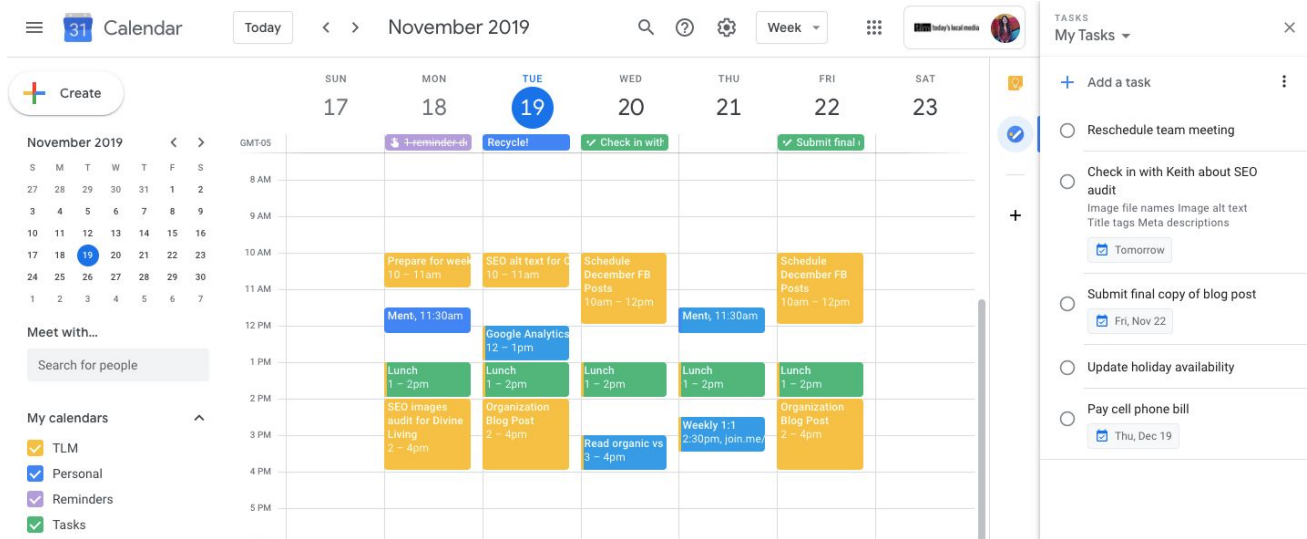 31 Calendar Today November 2019 Week today's local media
Create
SUN MON TUE WED THU FRI SAT
17 18 19 20 21 22 23
GMT-05 1 reminder d Recycle! Check in with Submit final
8 AM
9 AM
10 AM
11 AM
12 PM
1 PM
2 PM
3 PM
4 PM
5 PM
Prepare for week
10 – 11am
Ment, 11:30am
Lunch
1 – 2pm
SEO images
audit for Divine
Living
2 – 4pm
SEO alt text for
10 – 11am
Google Analytics
12 – 1pm
Lunch
1 – 2pm
Organization
Blog Post
2 – 4pm
Schedule
December FB
Posts
10am – 12pm
Lunch
1 – 2pm
Read organic vs
3 – 4pm
Ment, 11:30am
Lunch
1 – 2pm
Weekly 1:1
2:30pm, join.me/
Schedule
December FB
Posts
10am – 12pm
Lunch
1 – 2pm
Organization
Blog Post
2 – 4pm
November 2019
S M T W T F S
27 28 29 30 31 1 2
3 4 5 6 7 8 9
10 11 12 13 14 15 16
17 18 19 20 21 22 23
24 25 26 27 28 29 30
1 2 3 4 5 6 7
Meet with...
Search for people
My calendars
TLM
Personal
Reminders
Tasks
TASKS
My Tasks
Add a task
Reschedule team meeting
Check in with Keith about SEO
audit
Image file names Image alt text
Title tags Meta descriptions
Tomorrow
Submit final copy of blog post
Fri, Nov 22
Update holiday availability
Pay cell phone bill
Thu, Dec 19